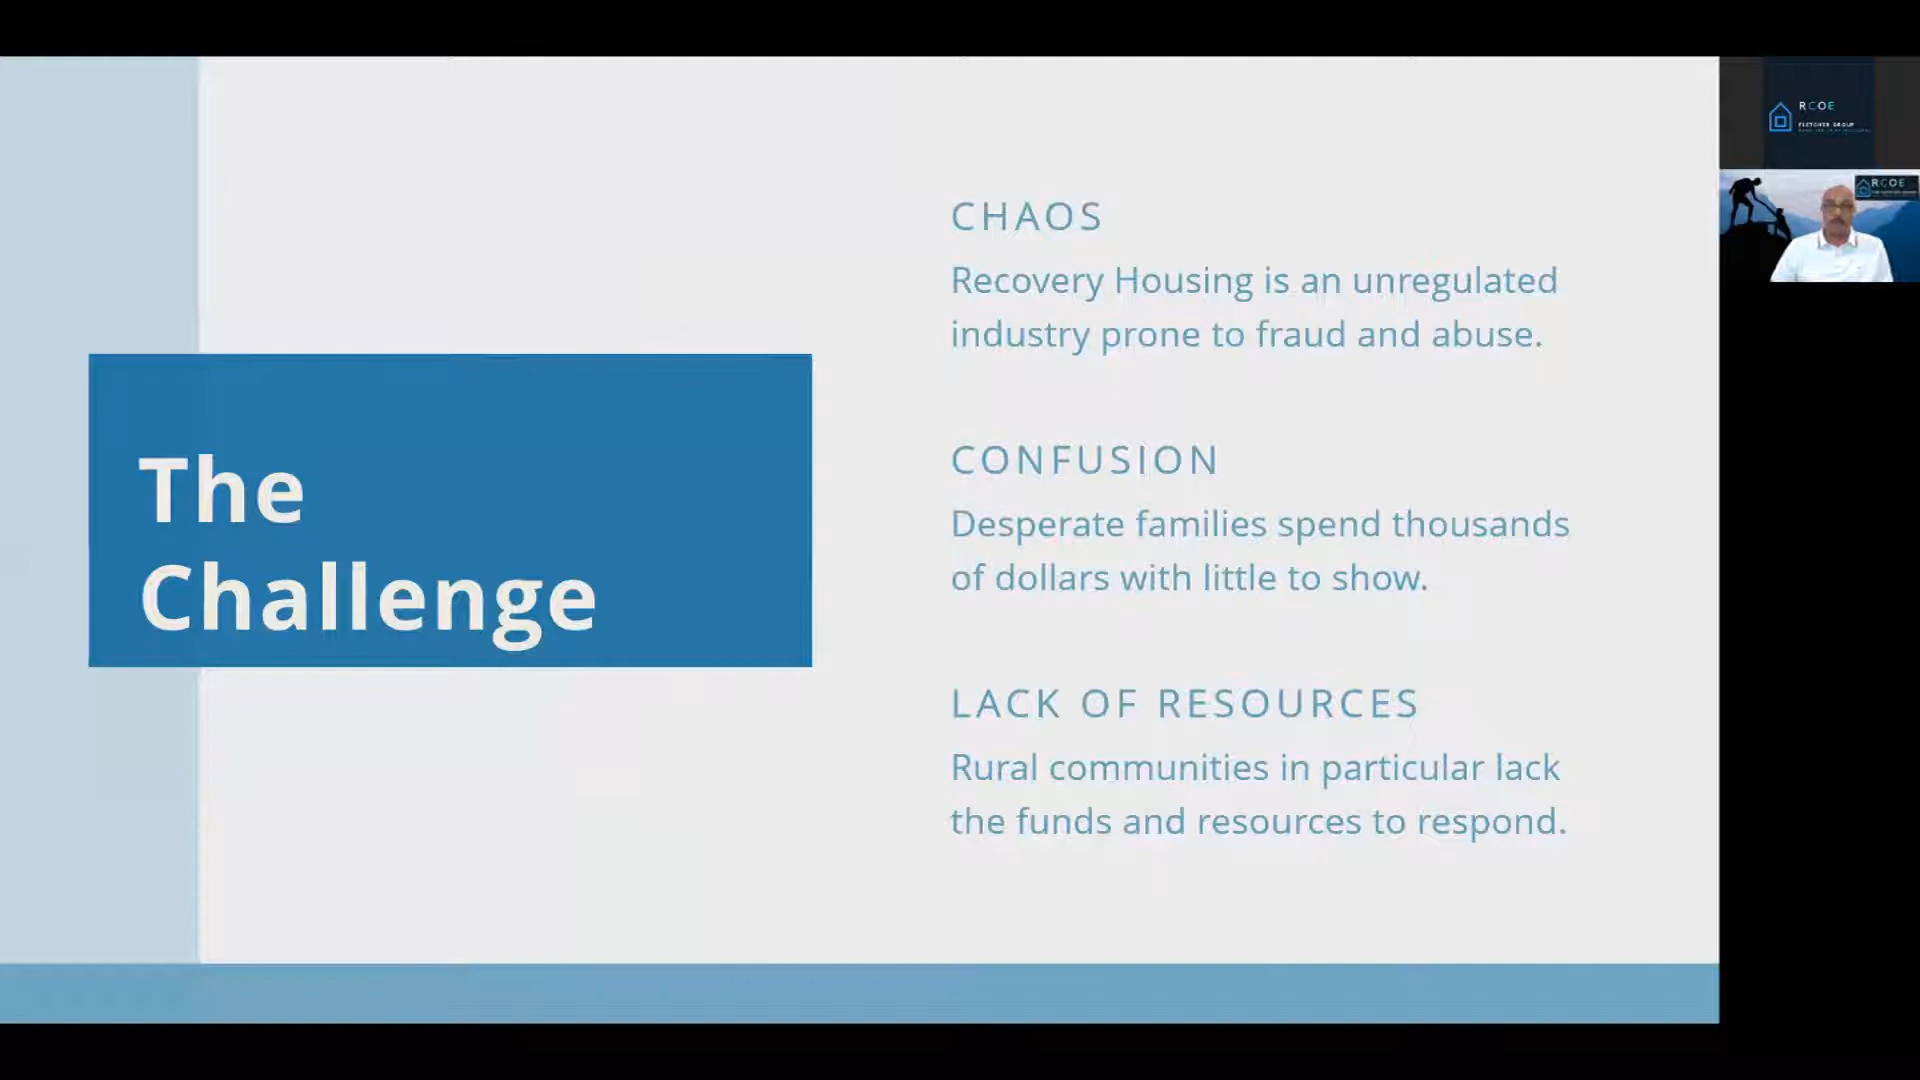 The
Challenge
CHAOS
Recovery Housing is an unregulated
industry prone to fraud and abuse.
CONFUSION
Desperate families spend thousands
of dollars with little to show.
LACK OF RESOURCES
Rural communities in particular lack
the funds and resources to respond.
RCOE
FLETCHER GROUP
RCOE